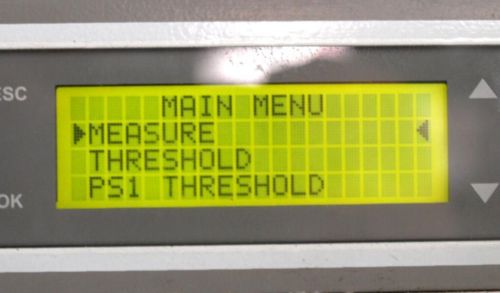 ESC
MAIN MENU
MEASURE
THRESHOLD
PS1 THRESHOLD
OK